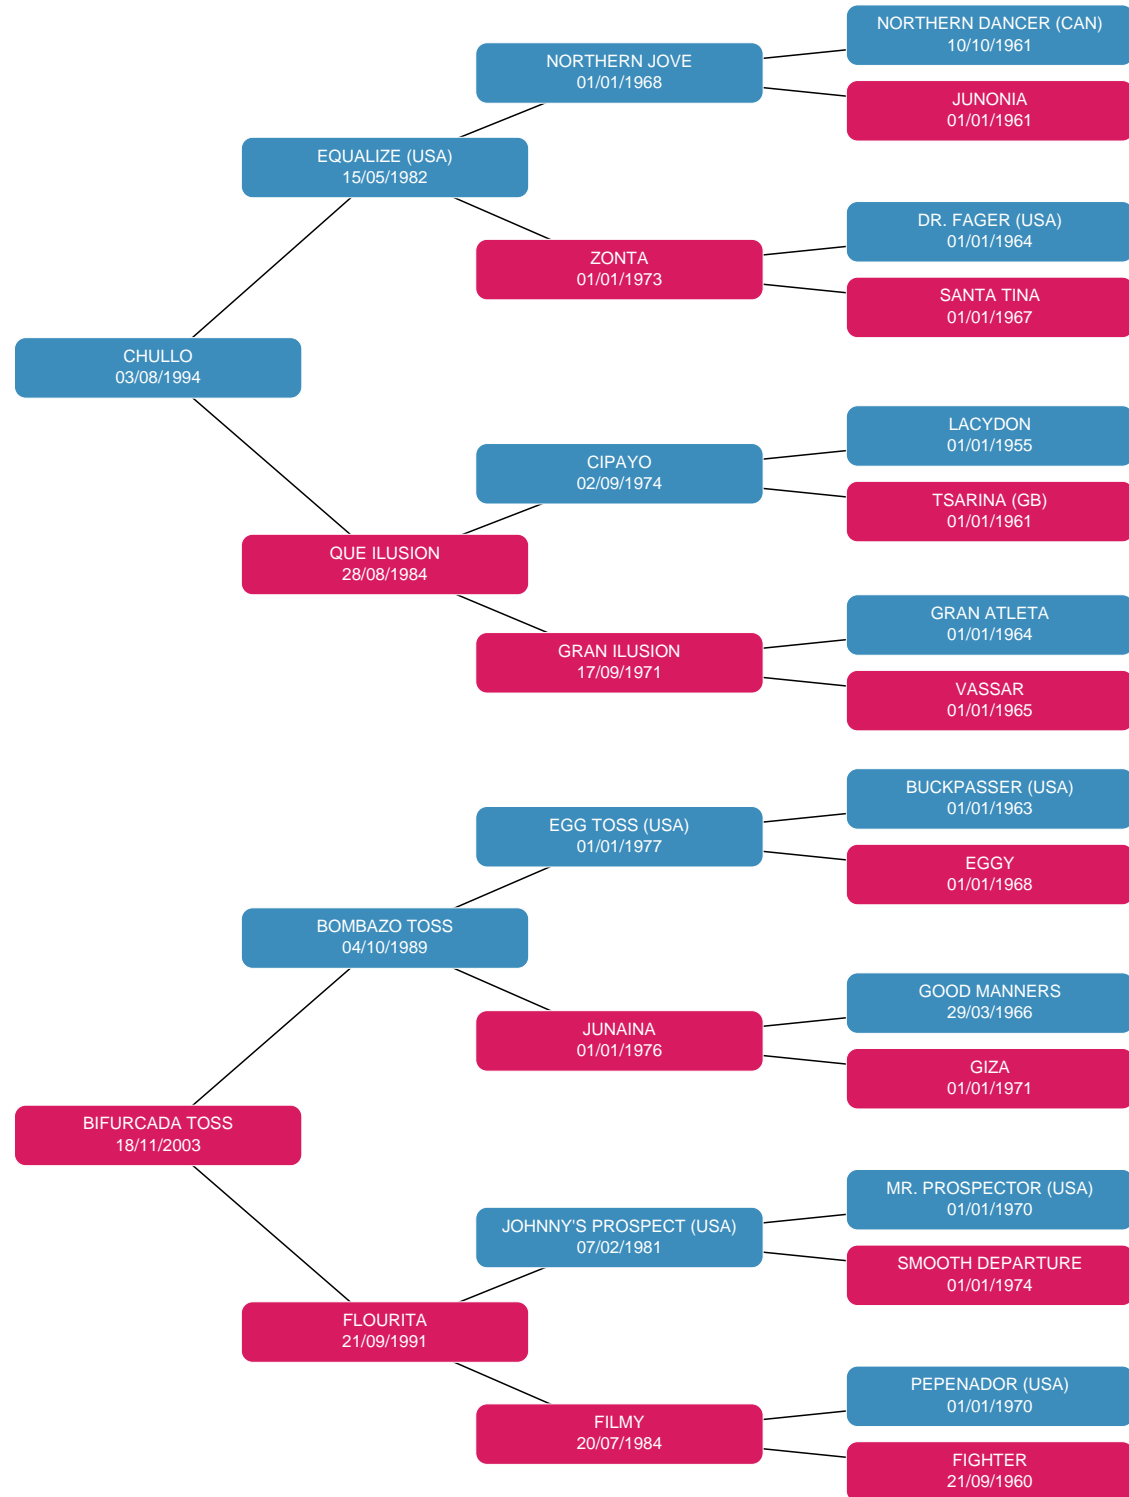 NORTHERN DANCER (CAN)
10/10/1961
NORTHERN JOVE
01/01/1968
JUNONIA
01/01/1961
EQUALIZE (USA)
15/05/1982
DR. FAGER (USA)
01/01/1964
ZONTA
01/01/1973
SANTA TINA
01/01/1967
CHULLO
03/08/1994
LACYDON
01/01/1955
CIPAYO
02/09/1974
TSARINA (GB)
01/01/1961
QUE ILUSION
28/08/1984
GRAN ATLETA
01/01/1964
GRAN ILUSION
17/09/1971
VASSAR
01/01/1965
BUCKPASSER (USA)
01/01/1963
EGG TOSS (USA)
01/01/1977
EGGY
01/01/1968
BOMBAZO TOSS
04/10/1989
GOOD MANNERS
29/03/1966
JUNAINA
01/01/1976
GIZA
01/01/1971
BIFURCADA TOSS
18/11/2003
MR. PROSPECTOR (USA)
01/01/1970
JOHNNY'S PROSPECT (USA)
07/02/1981
SMOOTH DEPARTURE
01/01/1974
FLOURITA
21/09/1991
PEPENADOR (USA)
01/01/1970
FILMY
20/07/1984
FIGHTER
21/09/1960